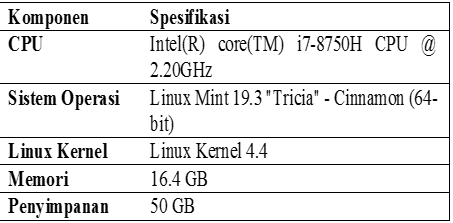 Komponen Spesifikasi
CPU Intel(R) core(TM) i7-8750H CPU @
2.20GHz
Sistem Operasi Linux Mint 19.3 "Tricia" - Cinnamon (64-
bit)
Linux Kernel Linux Kernel 4.4
Memori 16.4 GB
Penyimpanan 50 GB